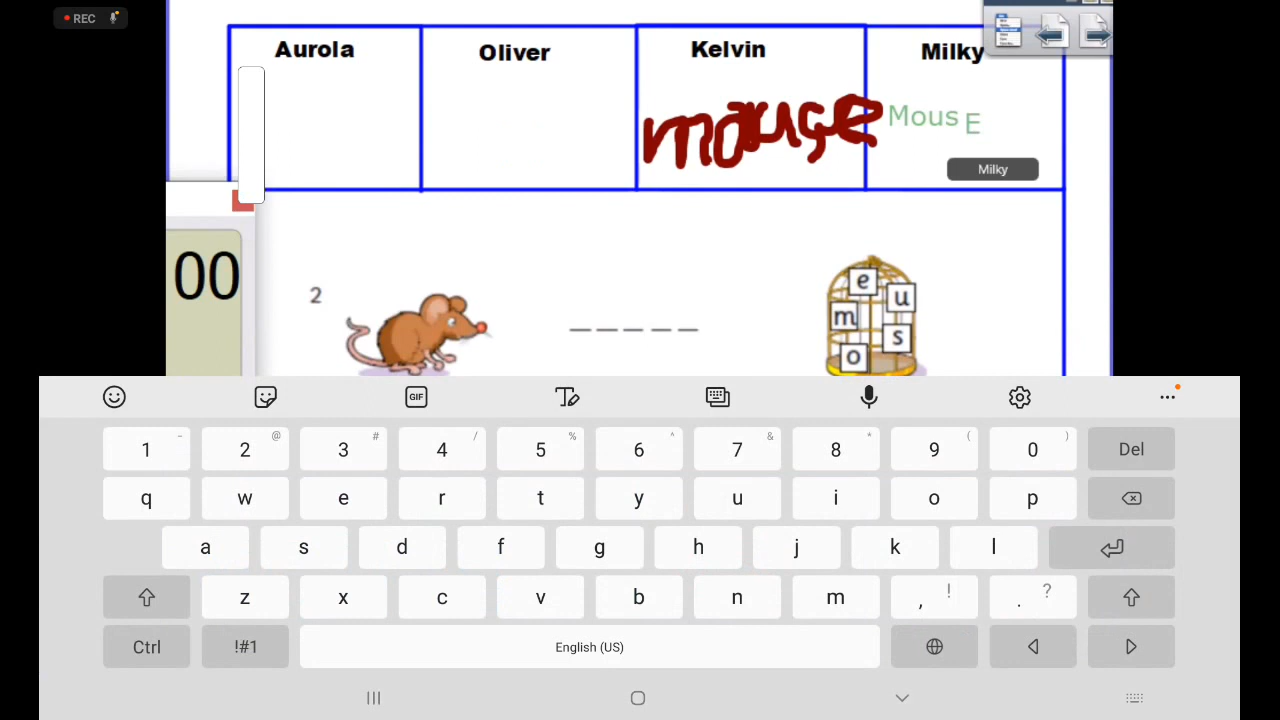 REC
Aurola Oliver Kelvin Milky
mouse Mous E
Milky
00
2 _ _ _ _ _ e u m s o
GIF
1 - 2 @ 3 # 4 / 5 % 6 ^ 7 & 8 * 9 ( 0 ) Del
q w e r t y u i o p
a s d f g h j k l
z x c v b n m , ! . ?
Ctrl !#1 English (US)